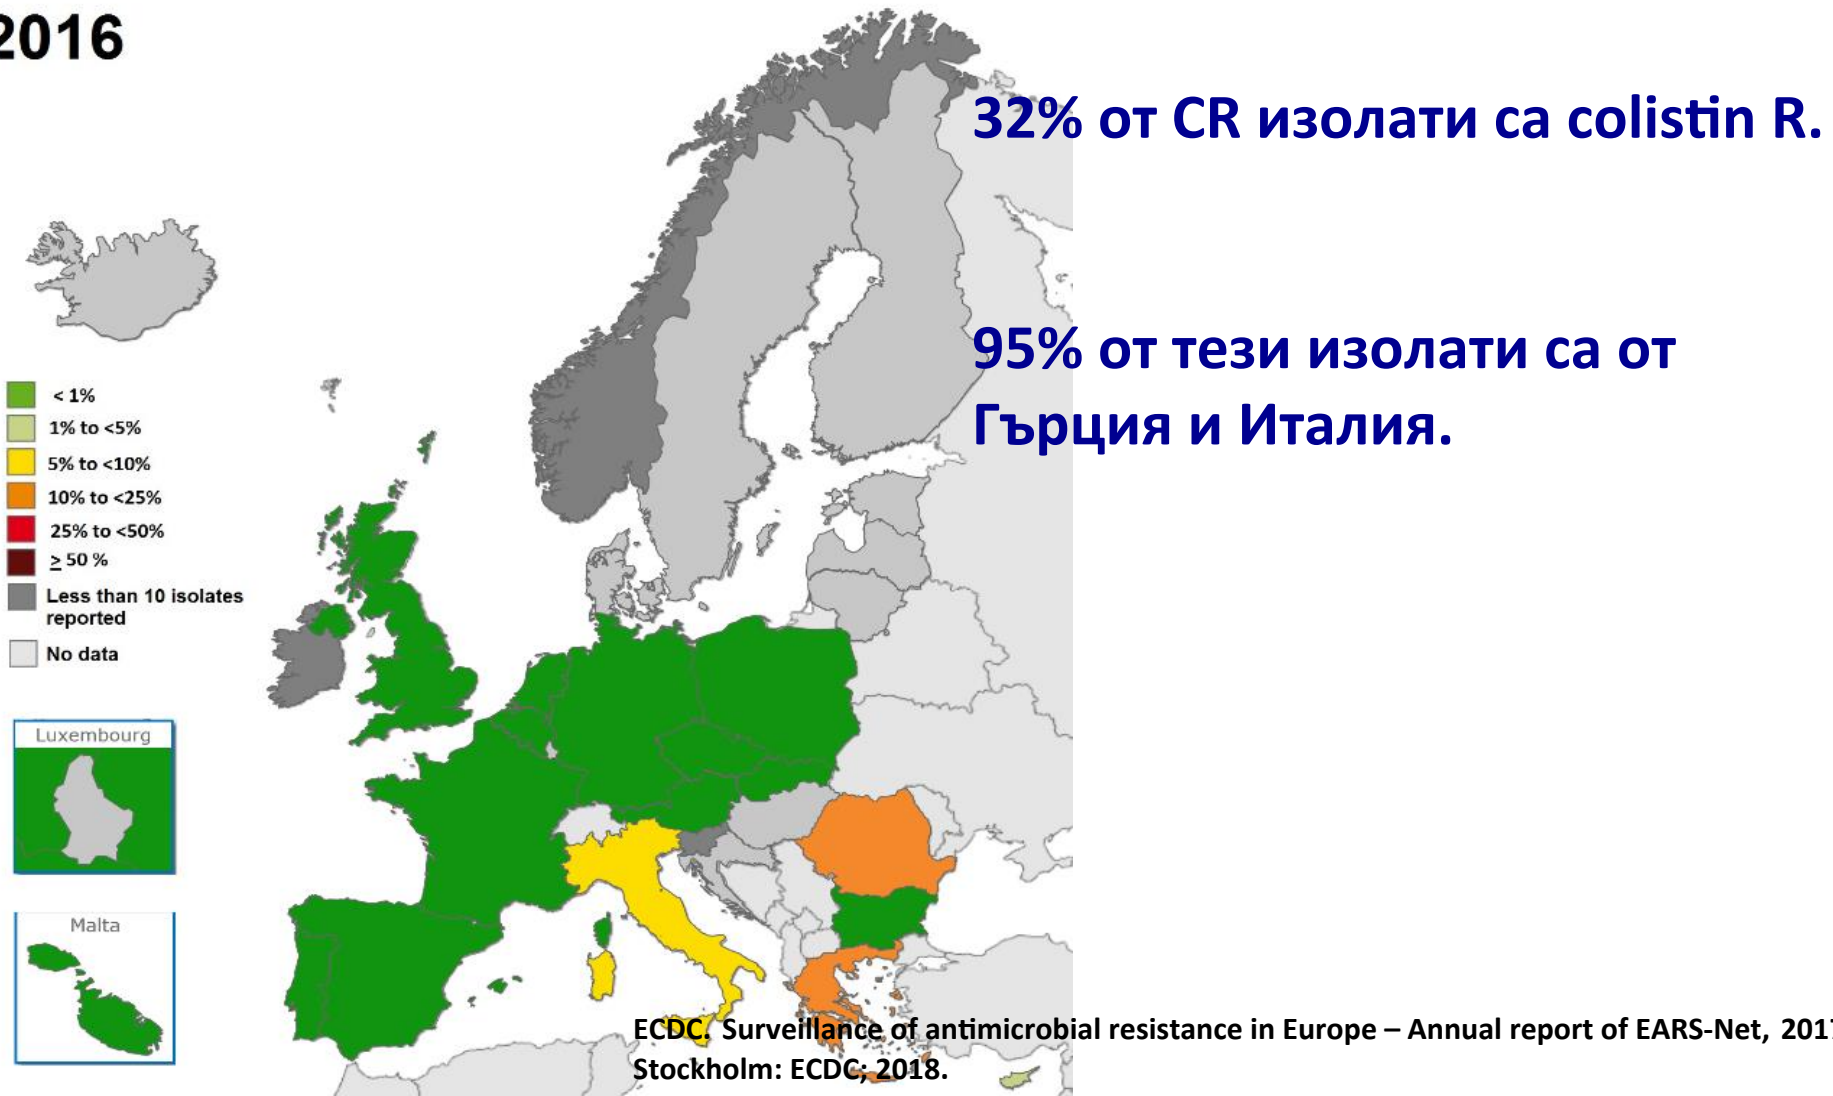 2016
32% от CR изолати са colistin R.
95% от тези изолати са от
Гърция и Италия.
< 1%
1% to <5%
5% to <10%
10% to <25%
25% to <50%
≥ 50 %
Less than 10 isolates
reported
No data
Luxembourg
Malta
ECDC. Surveillance of antimicrobial resistance in Europe – Annual report of EARS-Net, 2017
Stockholm: ECDC; 2018.